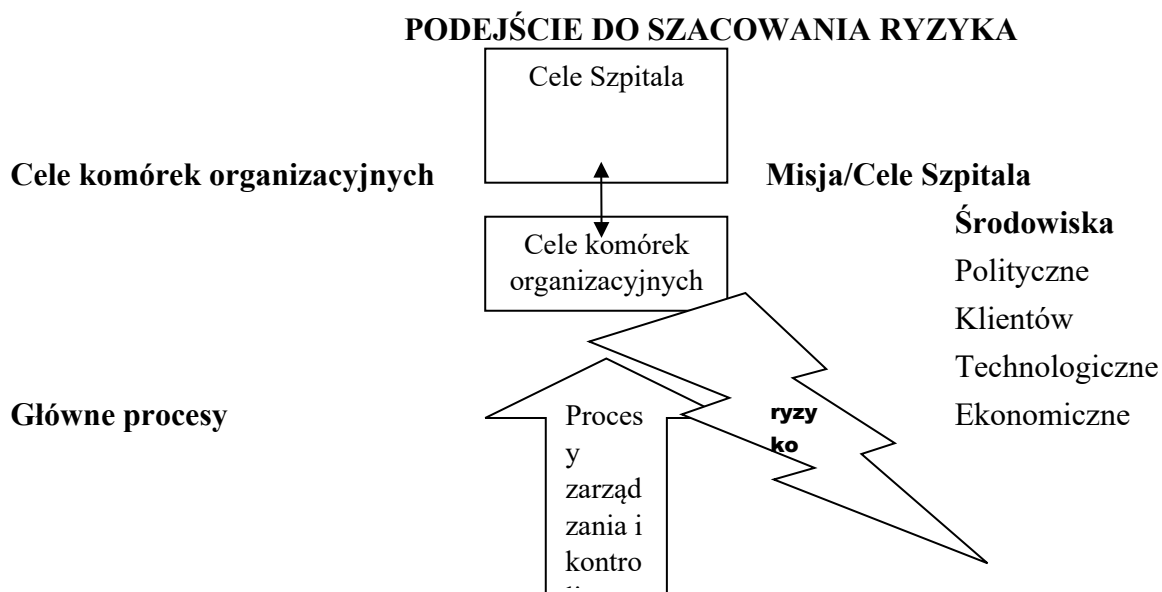 PODEJŚCIE DO SZACOWANIA RYZYKA
Cele Szpitala
Cele komórek organizacyjnych
Misja/Cele Szpitala
Środowiska
Cele komórek
organizacyjnych
Polityczne
Klientów
Technologiczne
Główne procesy
Proces
y
zarząd
zania i
kontro
ryzy
ko
Ekonomiczne